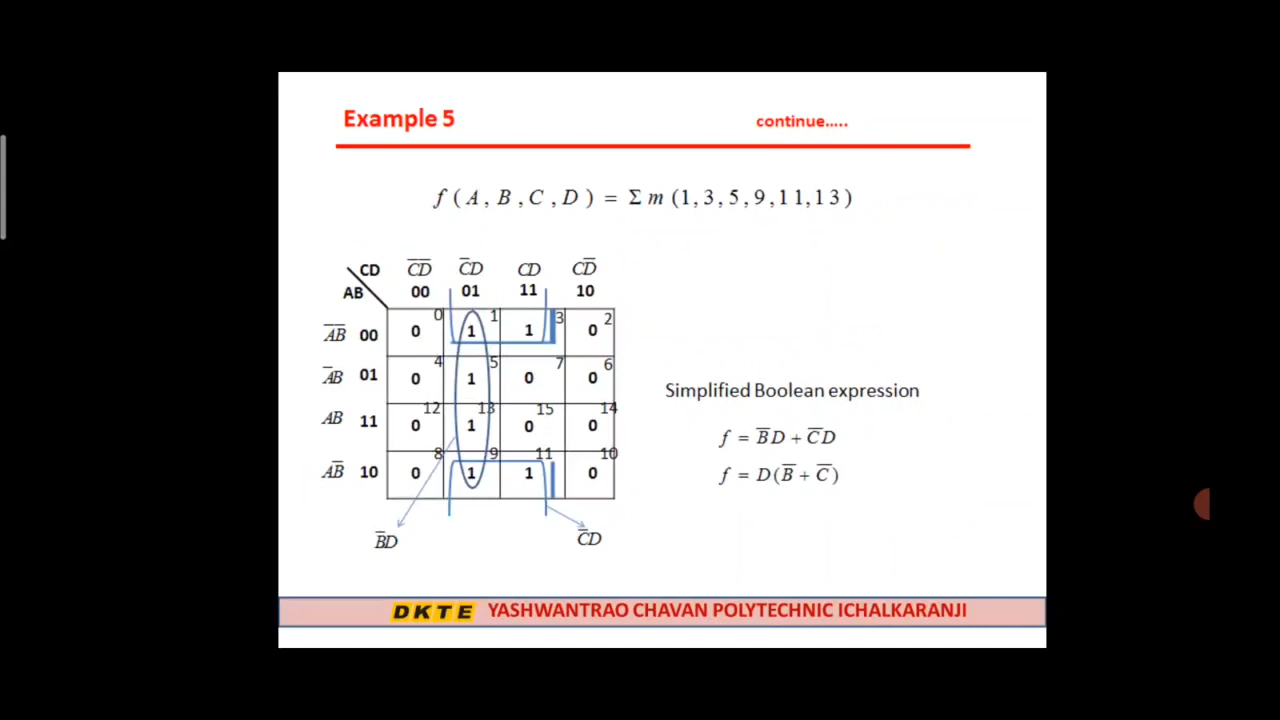 Example 5
continue.....
f ( A , B , C , D ) = Σ m (1,3,5,9,11,13)
CD C̅D̅ C̅D CD CD̅
AB 00 01 11 10
0 1 3 2
A̅B̅ 00 0 1 1 0
4 5 7 6
A̅B 01 0 1 0 0
12 13 15 14
AB 11 0 1 0 0
8 9 11 10
AB̅ 10 0 1 1 0
B̅D C̅D
Simplified Boolean expression
f = B̅D + C̅D
f = D(B̅ + C̅)
DKTE YASHWANTRAO CHAVAN POLYTECHNIC ICHALKARANJI